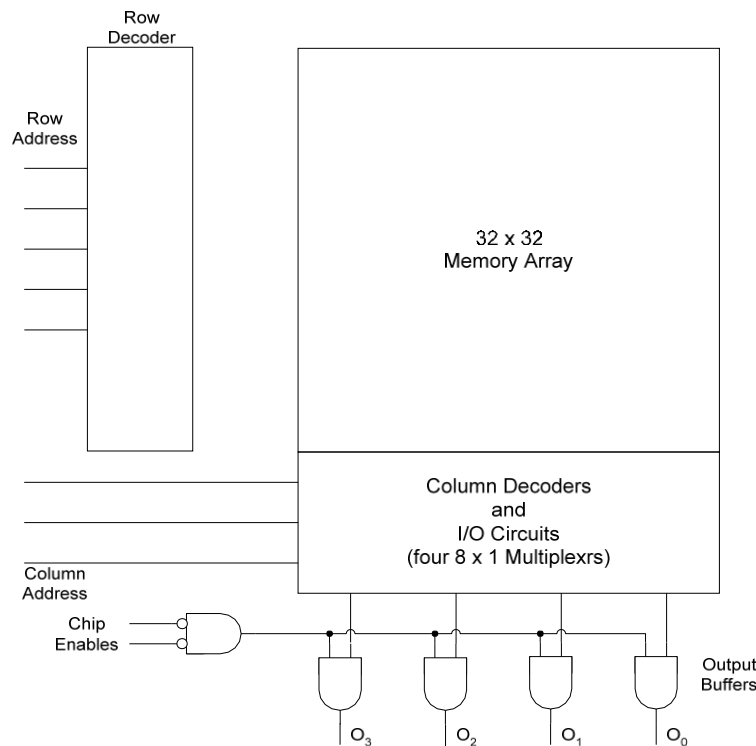 Row
Decoder
Row
Address
32 x 32
Memory Array
Column Decoders
and
I/O Circuits
(four 8 x 1 Multiplexrs)
Column
Address
Chip
Enables
Output
Buffers
O3
O2
O1
O0